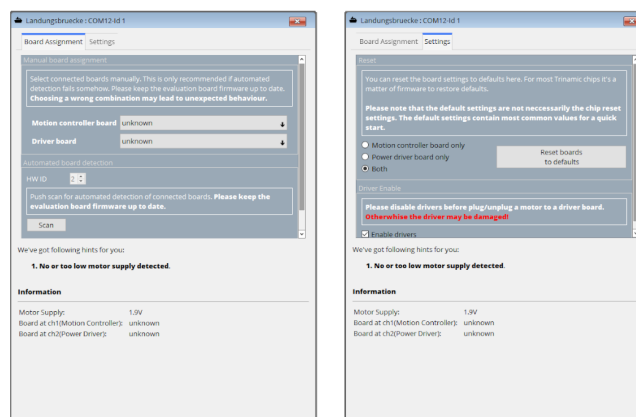 Landungsbruecke : COM12-Id 1
Board Assignment Settings
Manual board assignment
Select connected boards manually. This is only recommended if automated
detection fails somehow. Please keep the evaluation board firmware up to date.
Choosing a wrong combination may lead to unexpected behaviour.
Motion controller board unknown
Driver board unknown
Automated board detection
HW ID 2
Push scan for automated detection of connected boards. Please keep the
evaluation board firmware up to date.
Scan
We've got following hints for you:
1. No or too low motor supply detected.
Information
Motor Supply: 1.9V
Board at ch1(Motion Controller): unknown
Board at ch2(Power Driver): unknown
Landungsbruecke : COM12-Id 1
Board Assignment Settings
Reset
You can reset the board settings to defaults here. For most Trinamic chips it's a
matter of firmware to restore defaults.
Please note that the default settings are not neccessarily the chip reset
settings. The default settings contain most common values for a quick
start.
Motion controller board only
Power driver board only
Both
Reset boards
to defaults
Driver Enable
Please disable drivers before plug/unplug a motor to a driver board.
Otherwhise the driver may be damaged!
Enable drivers
We've got following hints for you:
1. No or too low motor supply detected.
Information
Motor Supply: 1.9V
Board at ch1(Motion Controller): unknown
Board at ch2(Power Driver): unknown